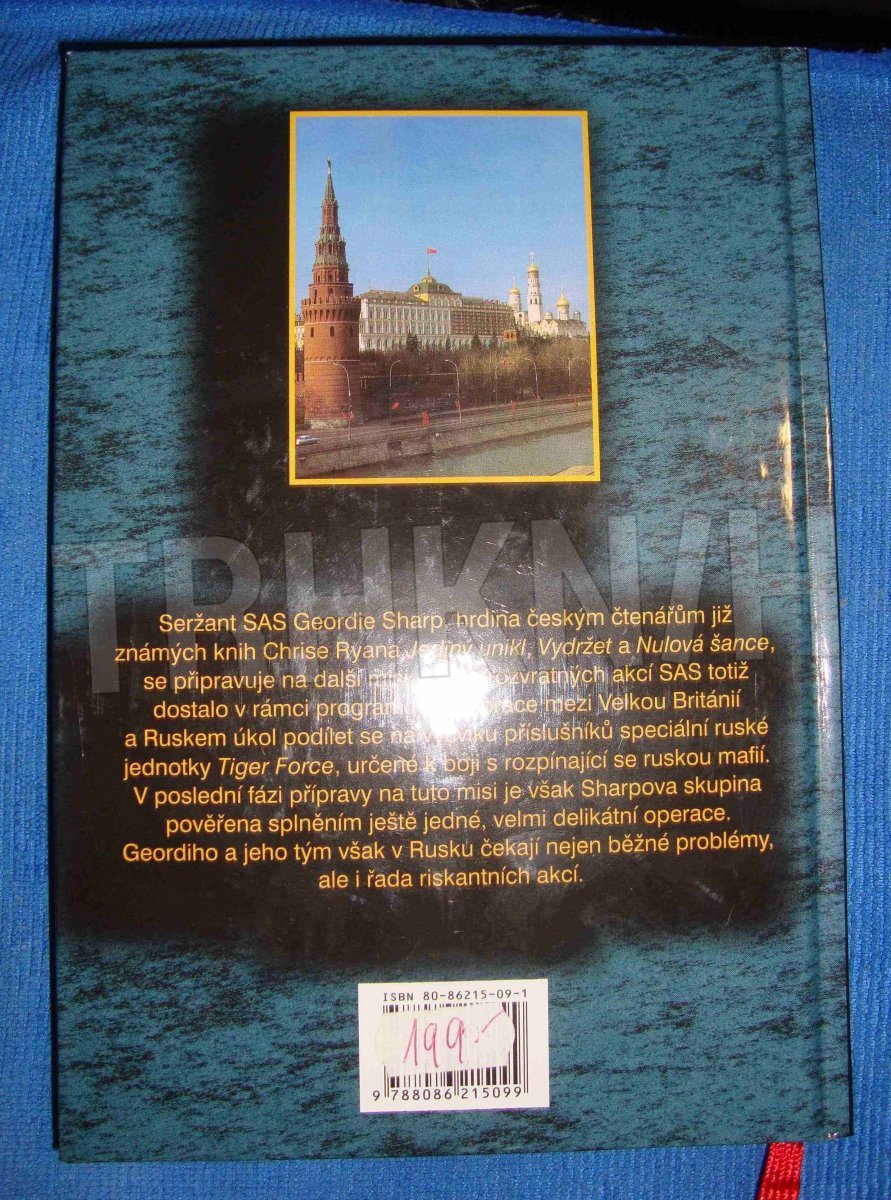 TRHKNIH
Seržant SAS Geordie Sharp, hrdina českým čtenářům již
známých knih Chrise Ryana Jediný unikl, Vydržet a Nulová šance,
se připravuje na další rozvratných akcí SAS totiž
dostalo v rámci mezi Velkou Británií
a Ruskem úkol podílet se na výcviku příslušníků speciální ruské
jednotky Tiger Force, určené k boji s rozpínající se ruskou mafií.
V poslední fázi přípravy na tuto misi je však Sharpova skupina
pověřena splněním ještě jedné, velmi delikátní operace.
Geordiho a jeho tým však v Rusku čekají nejen běžné problémy,
ale i řada riskantních akcí.
ISBN 80-86215-09-1
199,-
9 788086 215099